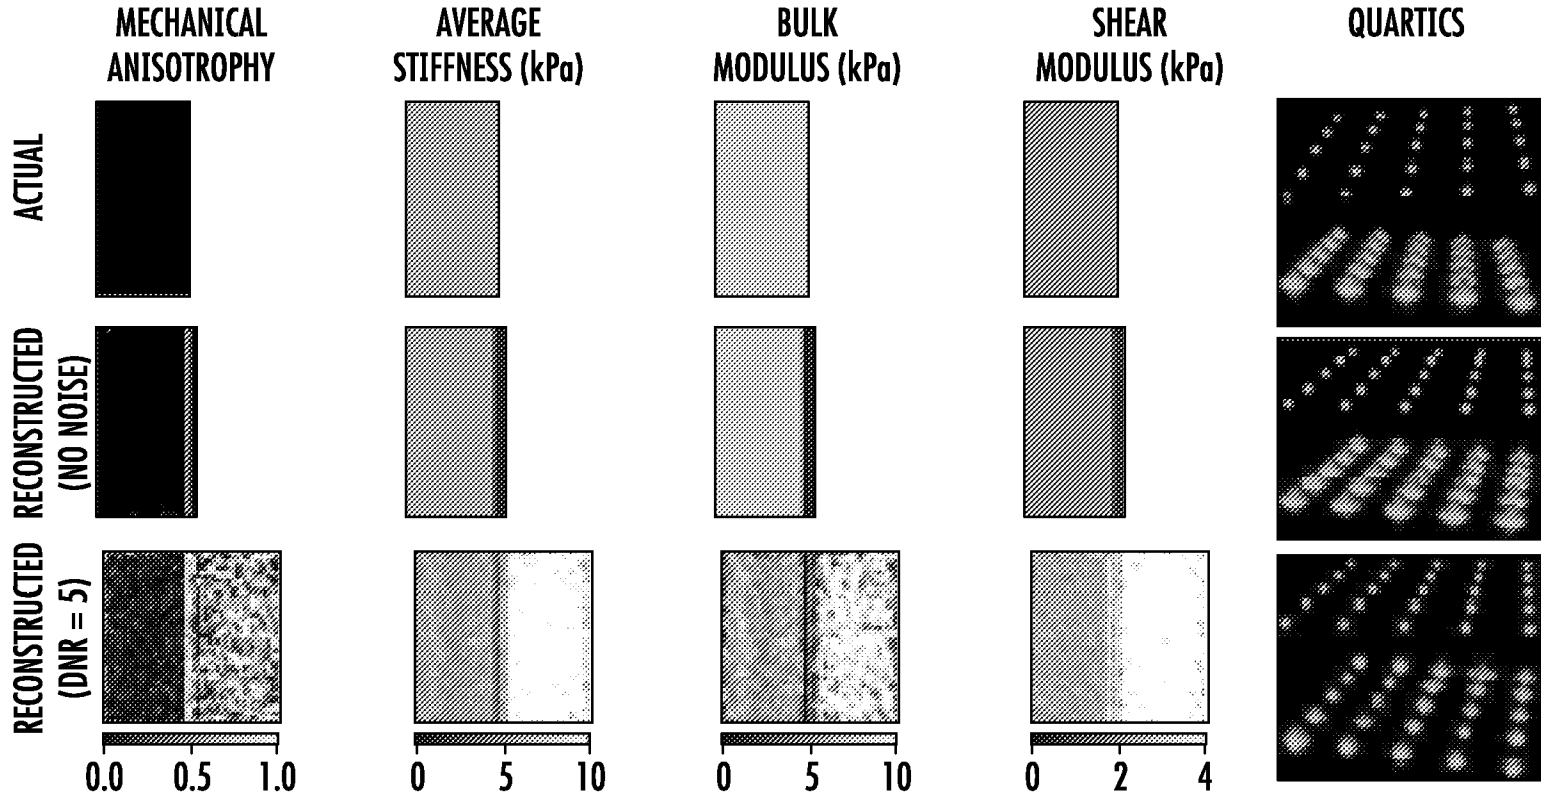 MECHANICAL
ANISOTROPHY
AVERAGE
STIFFNESS (kPa)
BULK
MODULUS (kPa)
SHEAR
MODULUS (kPa)
QUARTICS
ACTUAL
RECONSTRUCTED
(NO NOISE)
RECONSTRUCTED
(DNR = 5)
0.0 0.5 1.0
0 5 10
0 5 10
0 2 4